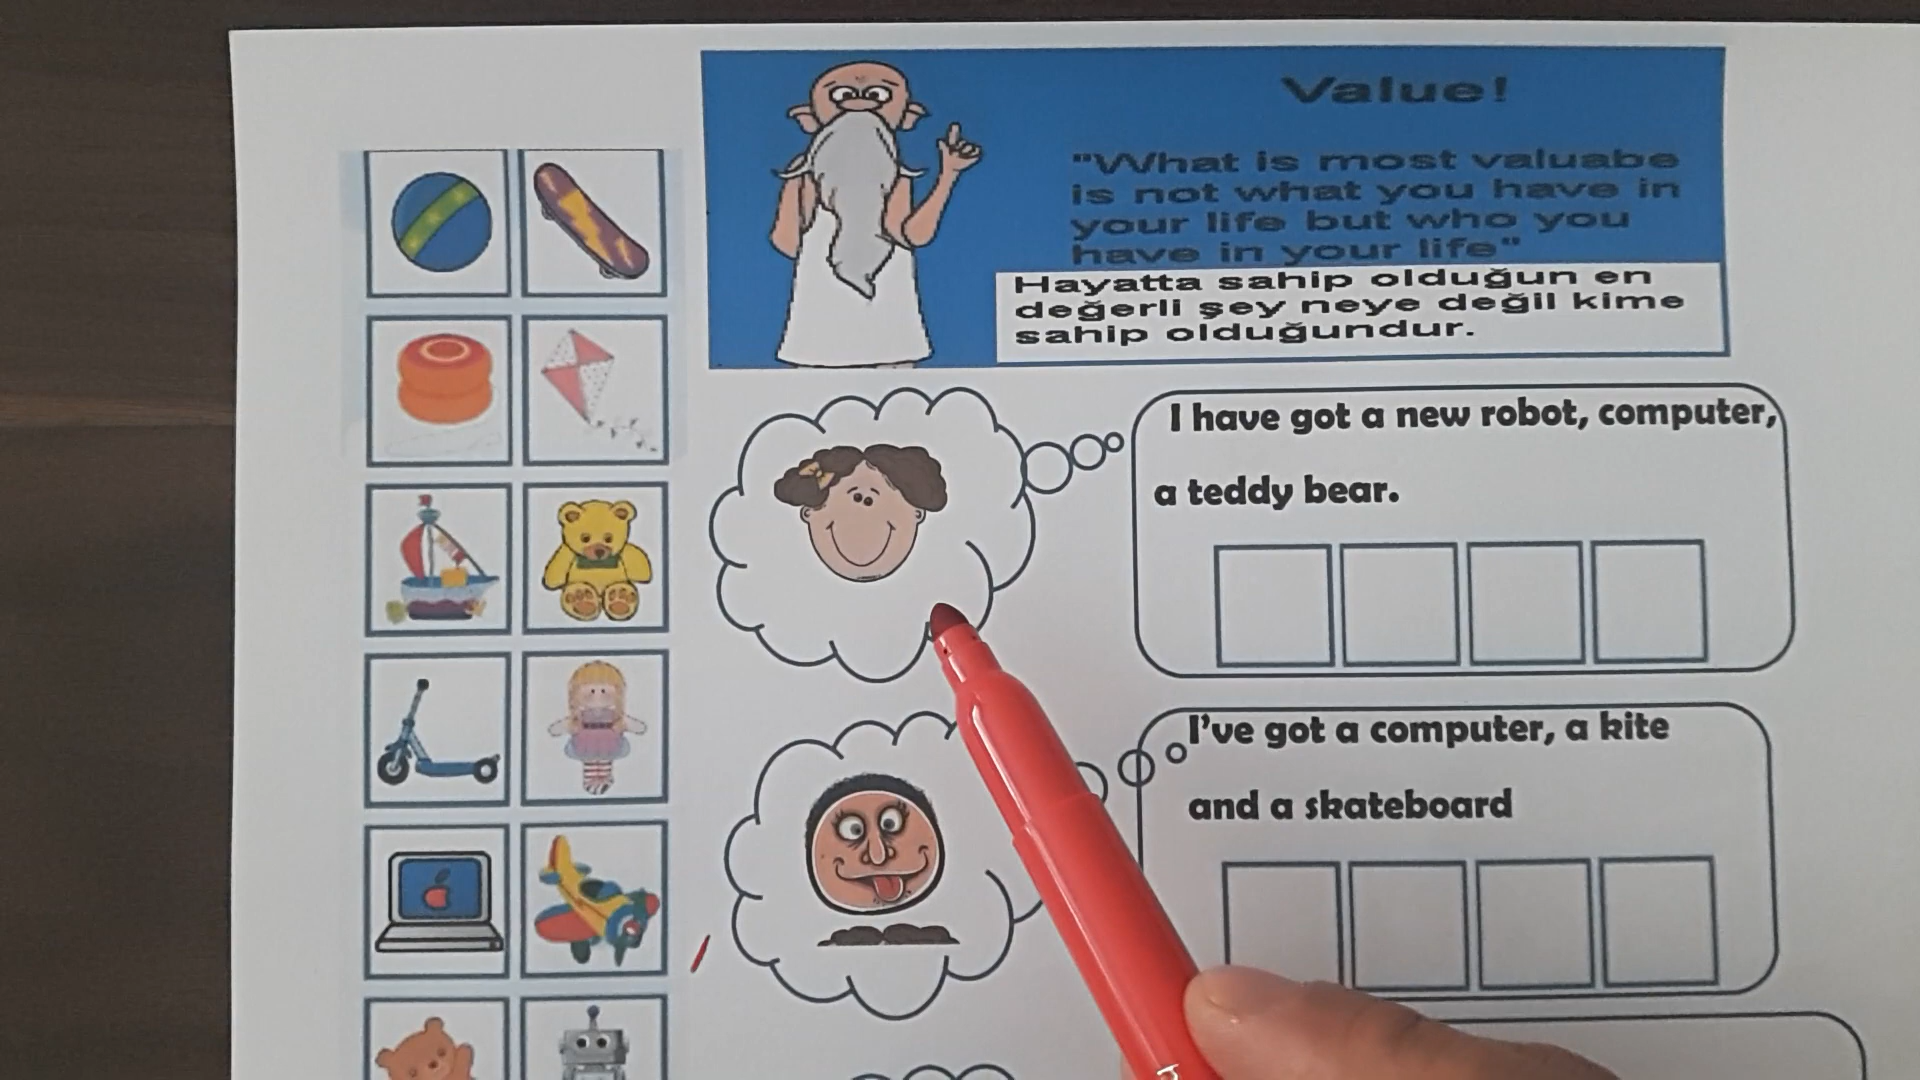 Value!
"What is most valuabe
is not what you have in
your life but who you
have in your life"
Hayatta sahip olduğun en
değerli şey neye değil kime
sahip olduğundur.
I have got a new robot, computer,
a teddy bear.
I've got a computer, a kite
and a skateboard